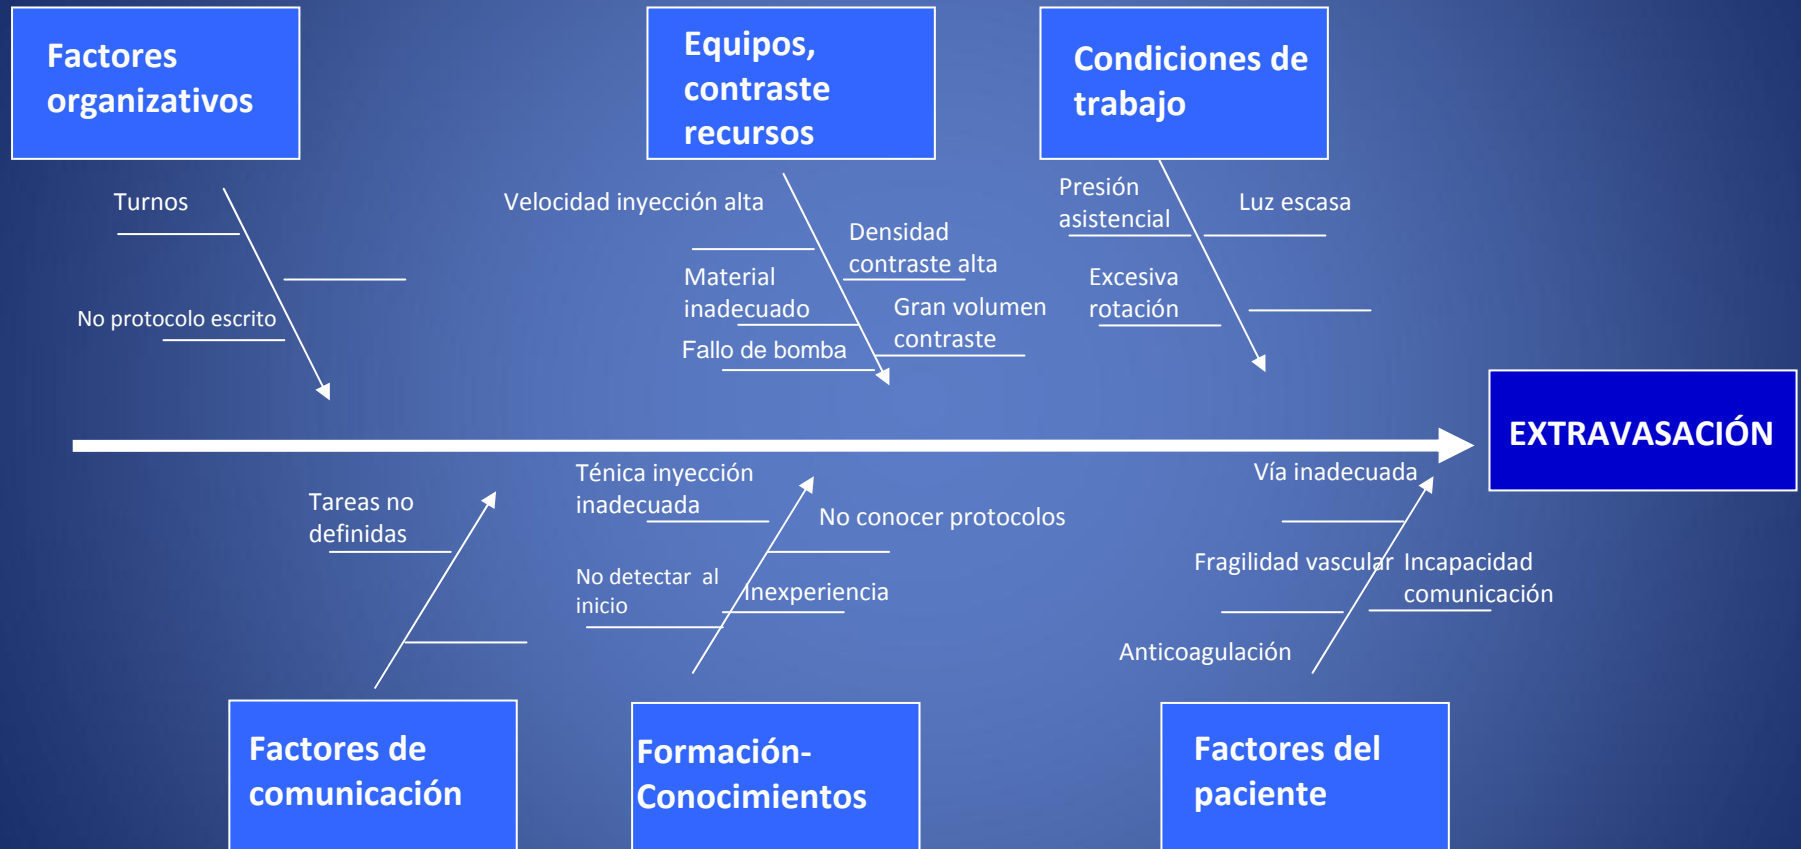 Factores
organizativos
Equipos,
contraste
recursos
Condiciones de
trabajo
Turnos
No protocolo escrito
Velocidad inyección alta
Densidad
contraste alta
Material
inadecuado
Gran volumen
contraste
Fallo de bomba
Presión
asistencial
Luz escasa
Excesiva
rotación
EXTRAVASACIÓN
Tareas no
definidas
Ténica inyección
inadecuada
No conocer protocolos
No detectar al
inicio
Inexperiencia
Vía inadecuada
Fragilidad vascular
Incapacidad
comunicación
Anticoagulación
Factores de
comunicación
Formación-
Conocimientos
Factores del
paciente